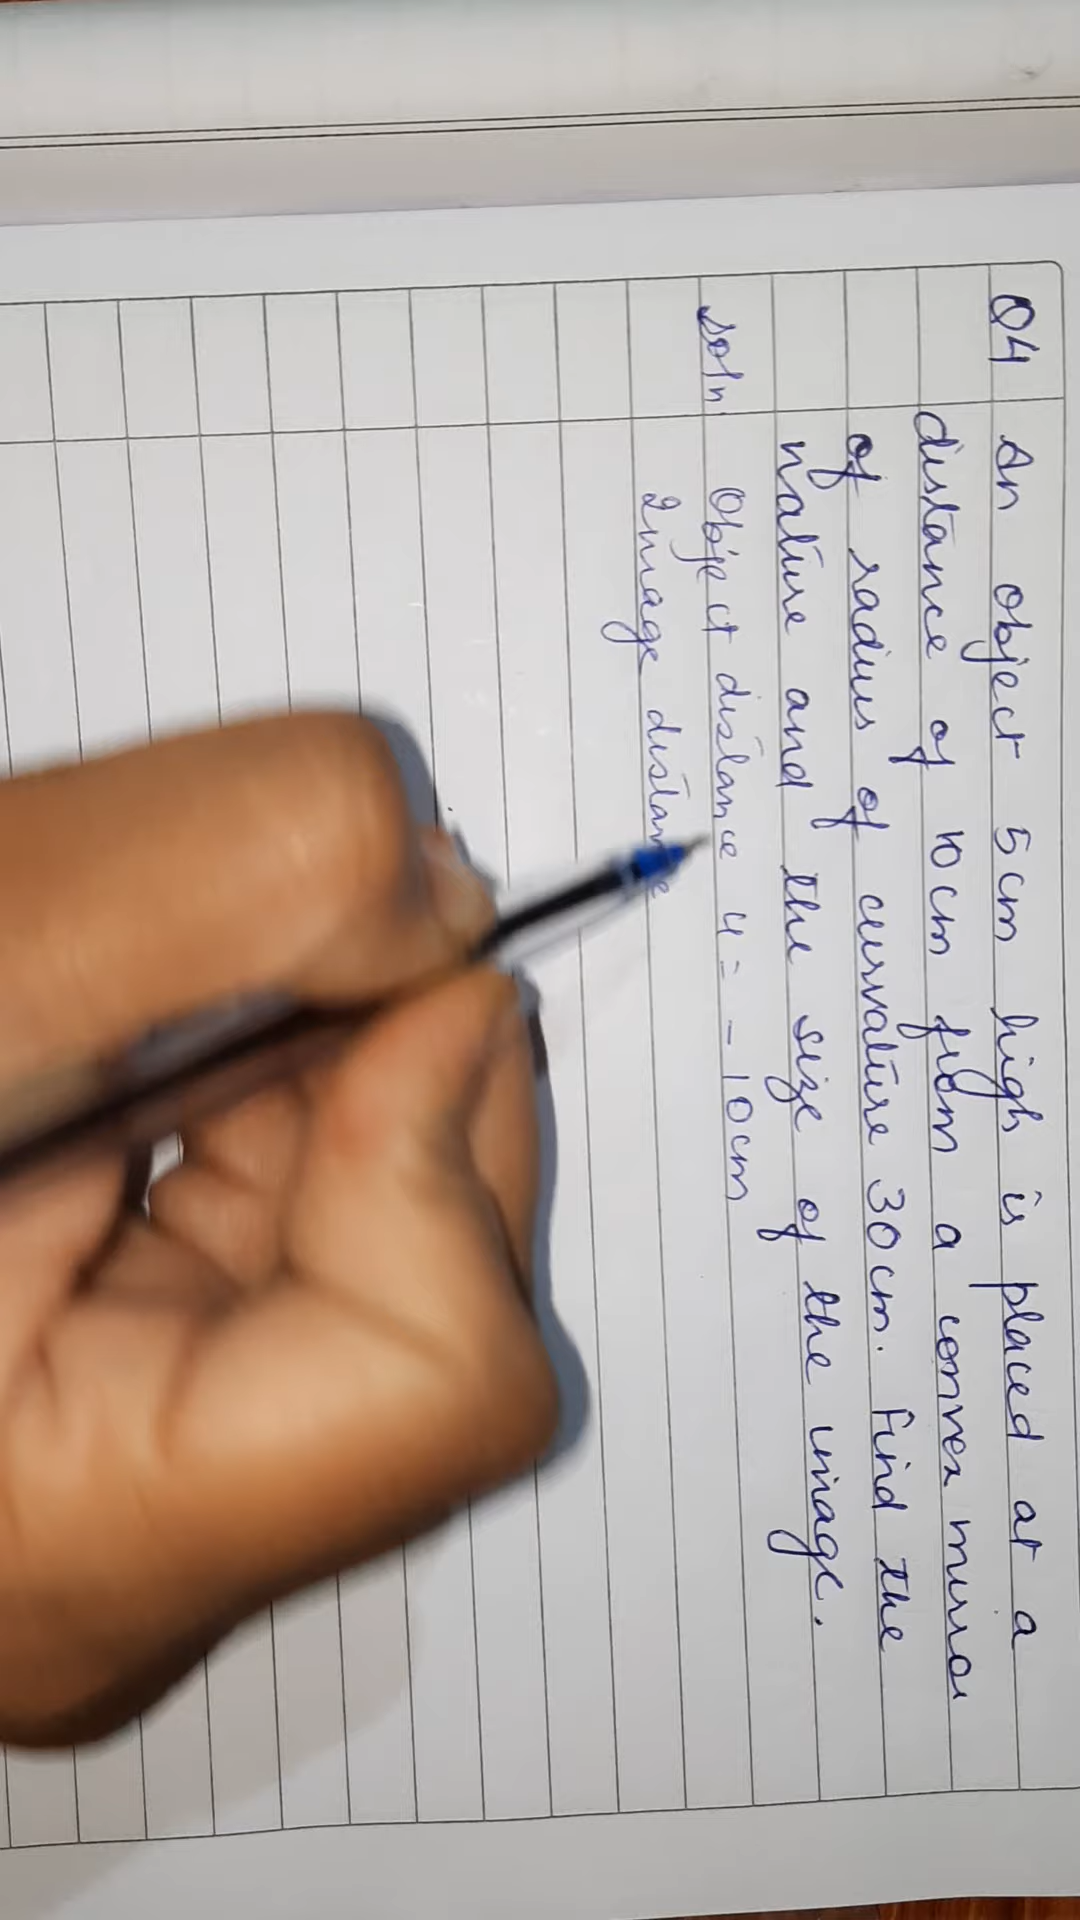 Q4 An object 5cm high is placed at a
distance of 10cm from a convex mirror
of radius of curvature 30cm. Find the
nature and the size of the image.
Soln. Object distance u = - 10cm
Image distance